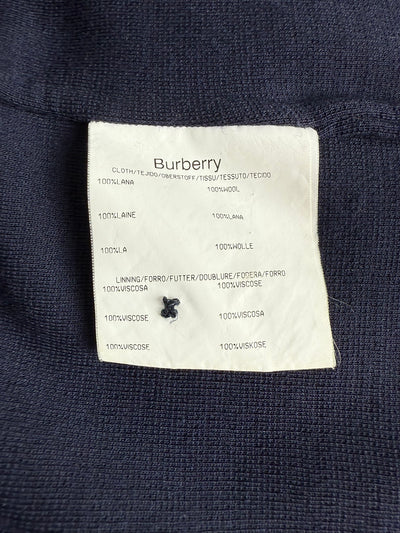 Burberry
CLOTH/TEJIDO/OBERSTOFF/TISSU/TESSUTO/TECIDO
100%LANA 100%WOOL
100%LAINE 100%LANA
100%LA 100%WOLLE
LINNING/FORRO/FUTTER/DOUBLURE/FODERA/FORRO
100%VISCOSA 100%VISCOSE
100%VISCOSE 100%VISCOSA
100%VISCOSE 100%VISKOSE